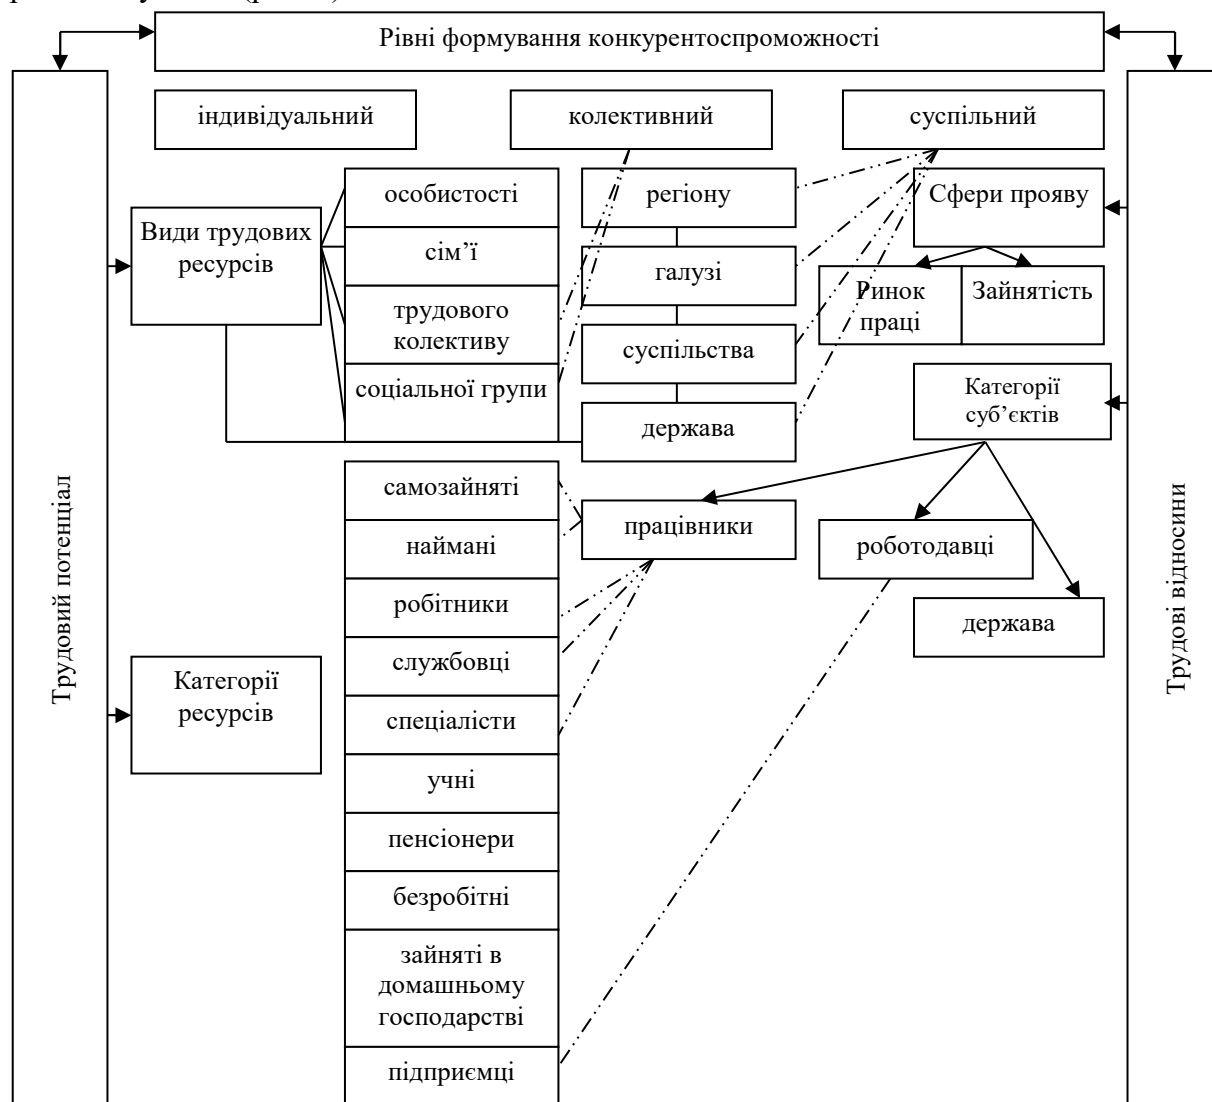 Рівні формування конкурентоспроможності
індивідуальний
колективний
суспільний
особистості
регіону
Сфери прояву
Види трудових
ресурсів
сім’ї
галузі
Ринок
праці
Зайнятість
трудового
колективу
суспільства
соціальної групи
Категорії
суб’єктів
держава
самозайняті
працівники
наймані
роботодавці
робітники
держава
службовці
Категорії
ресурсів
спеціалісти
учні
пенсіонери
безробітні
зайняті в
домашньому
господарстві
підприємці
Трудовий потенціал
Трудові відносини